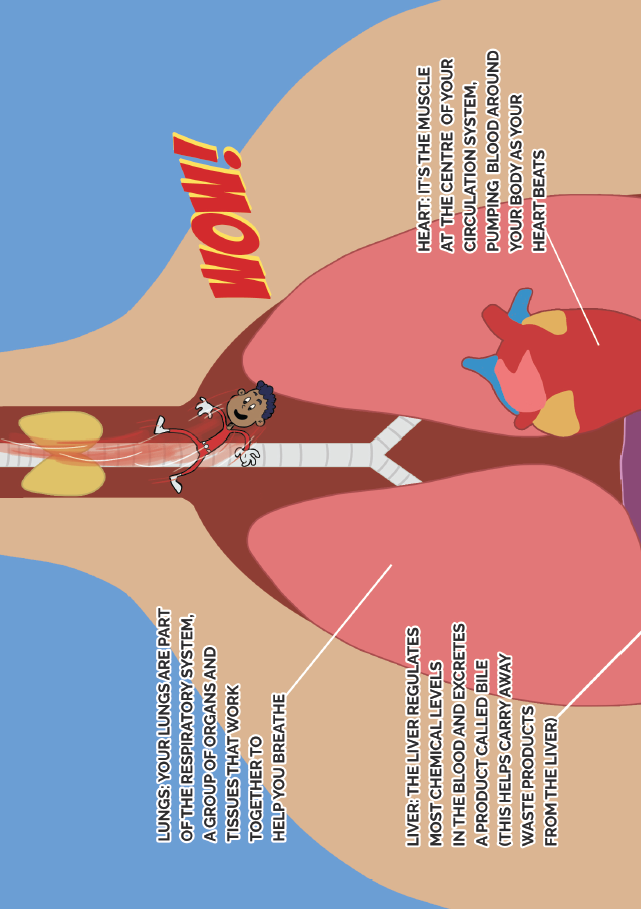 LUNGS: YOUR LUNGS ARE PART
OF THE RESPIRATORY SYSTEM,
A GROUP OF ORGANS AND
TISSUES THAT WORK
TOGETHER TO
HELP YOU BREATHE
WOW!
LIVER: THE LIVER REGULATES
MOST CHEMICAL LEVELS
IN THE BLOOD AND EXCRETES
A PRODUCT CALLED BILE
(THIS HELPS CARRY AWAY
WASTE PRODUCTS
FROM THE LIVER)
HEART: IT'S THE MUSCLE
AT THE CENTRE OF YOUR
CIRCULATION SYSTEM,
PUMPING BLOOD AROUND
YOUR BODY AS YOUR
HEART BEATS